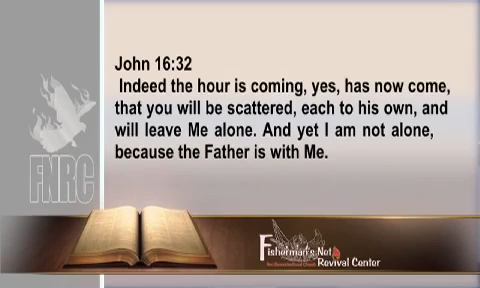 John 16:32
Indeed the hour is coming, yes, has now come,
that you will be scattered, each to his own, and
will leave Me alone. And yet I am not alone,
because the Father is with Me.
FNRC
Fisherman's Net
Revival Center